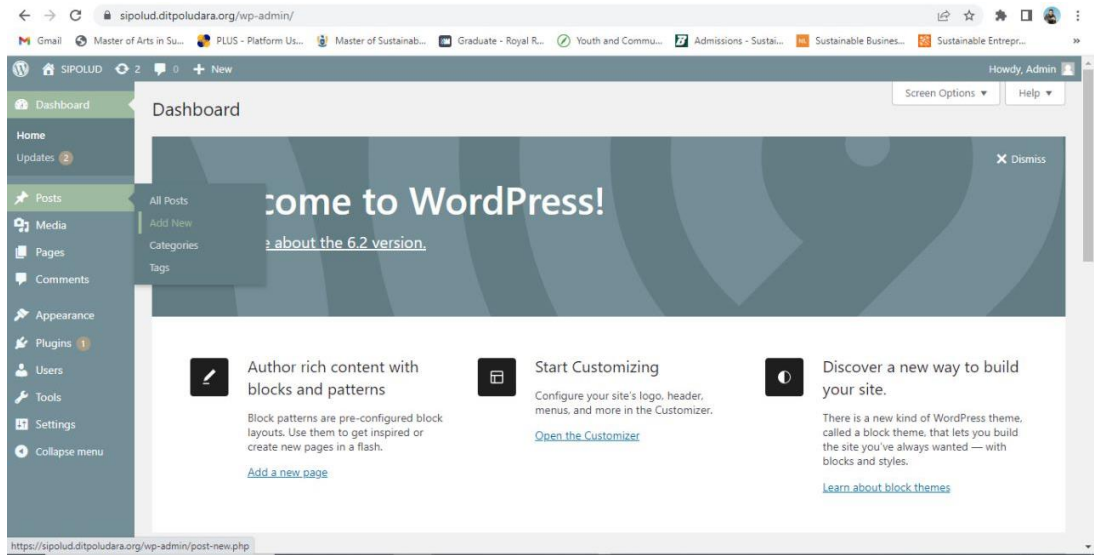 sipolud.ditpoludara.org/wp-admin/
Gmail
Master of Arts in Su...
PLUS - Platform Us...
Master of Sustainab...
Graduate - Royal R...
Youth and Commu...
Admissions - Sustai...
Sustainable Busines...
Sustainable Entrepr...
»
SIPOLUD 2 0 + New
Howdy, Admin
Dashboard
Home
Updates 2
Posts
Media
Pages
Comments
Appearance
Plugins 1
Users
Tools
Settings
Collapse menu
All Posts
Add New
Categories
Tags
Dashboard
Screen Options ▼
Help ▼
Dismiss
come to WordPress!
about the 6.2 version.
Author rich content with
blocks and patterns
Block patterns are pre-configured block
layouts. Use them to get inspired or
create new pages in a flash.
Add a new page
Start Customizing
Configure your site's logo, header,
menus, and more in the Customizer.
Open the Customizer
Discover a new way to build
your site.
There is a new kind of WordPress theme,
called a block theme, that lets you build
the site you've always wanted — with
blocks and styles.
Learn about block themes
https://sipolud.ditpoludara.org/wp-admin/post-new.php